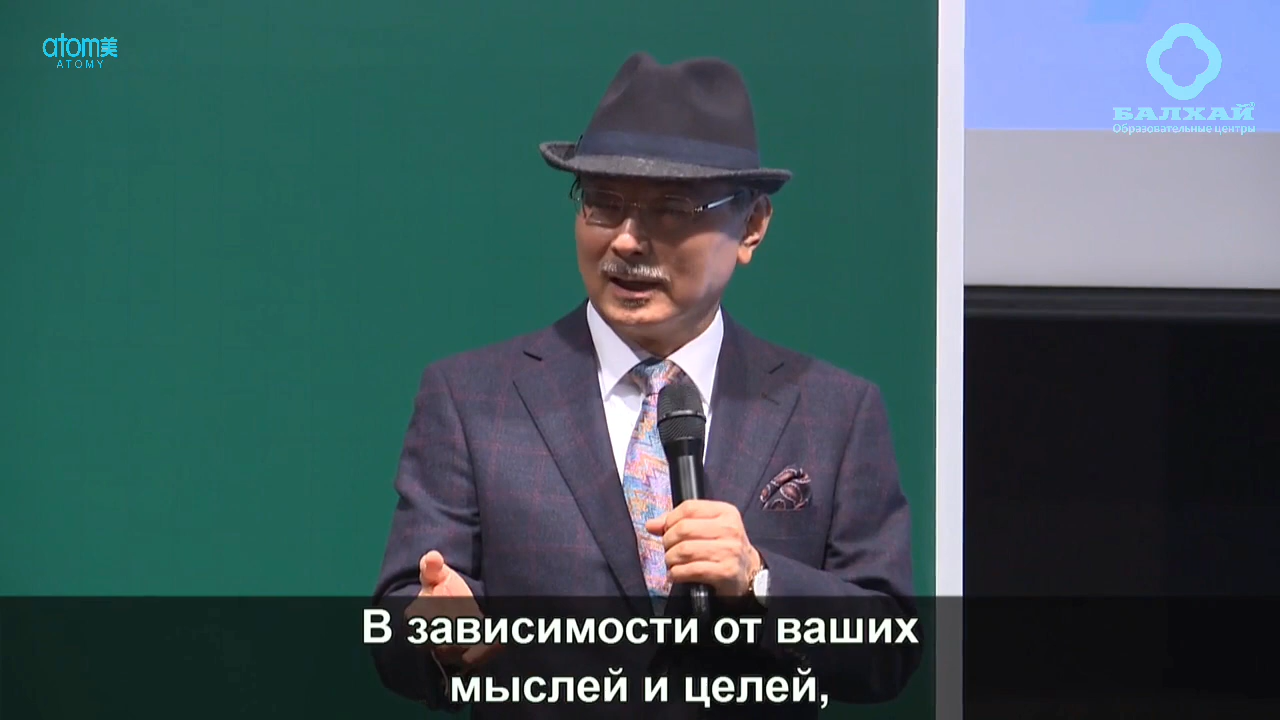 atom美
ATOMY
БАЛХАЙ
Образовательные центры
В зависимости от ваших
мыслей и целей,